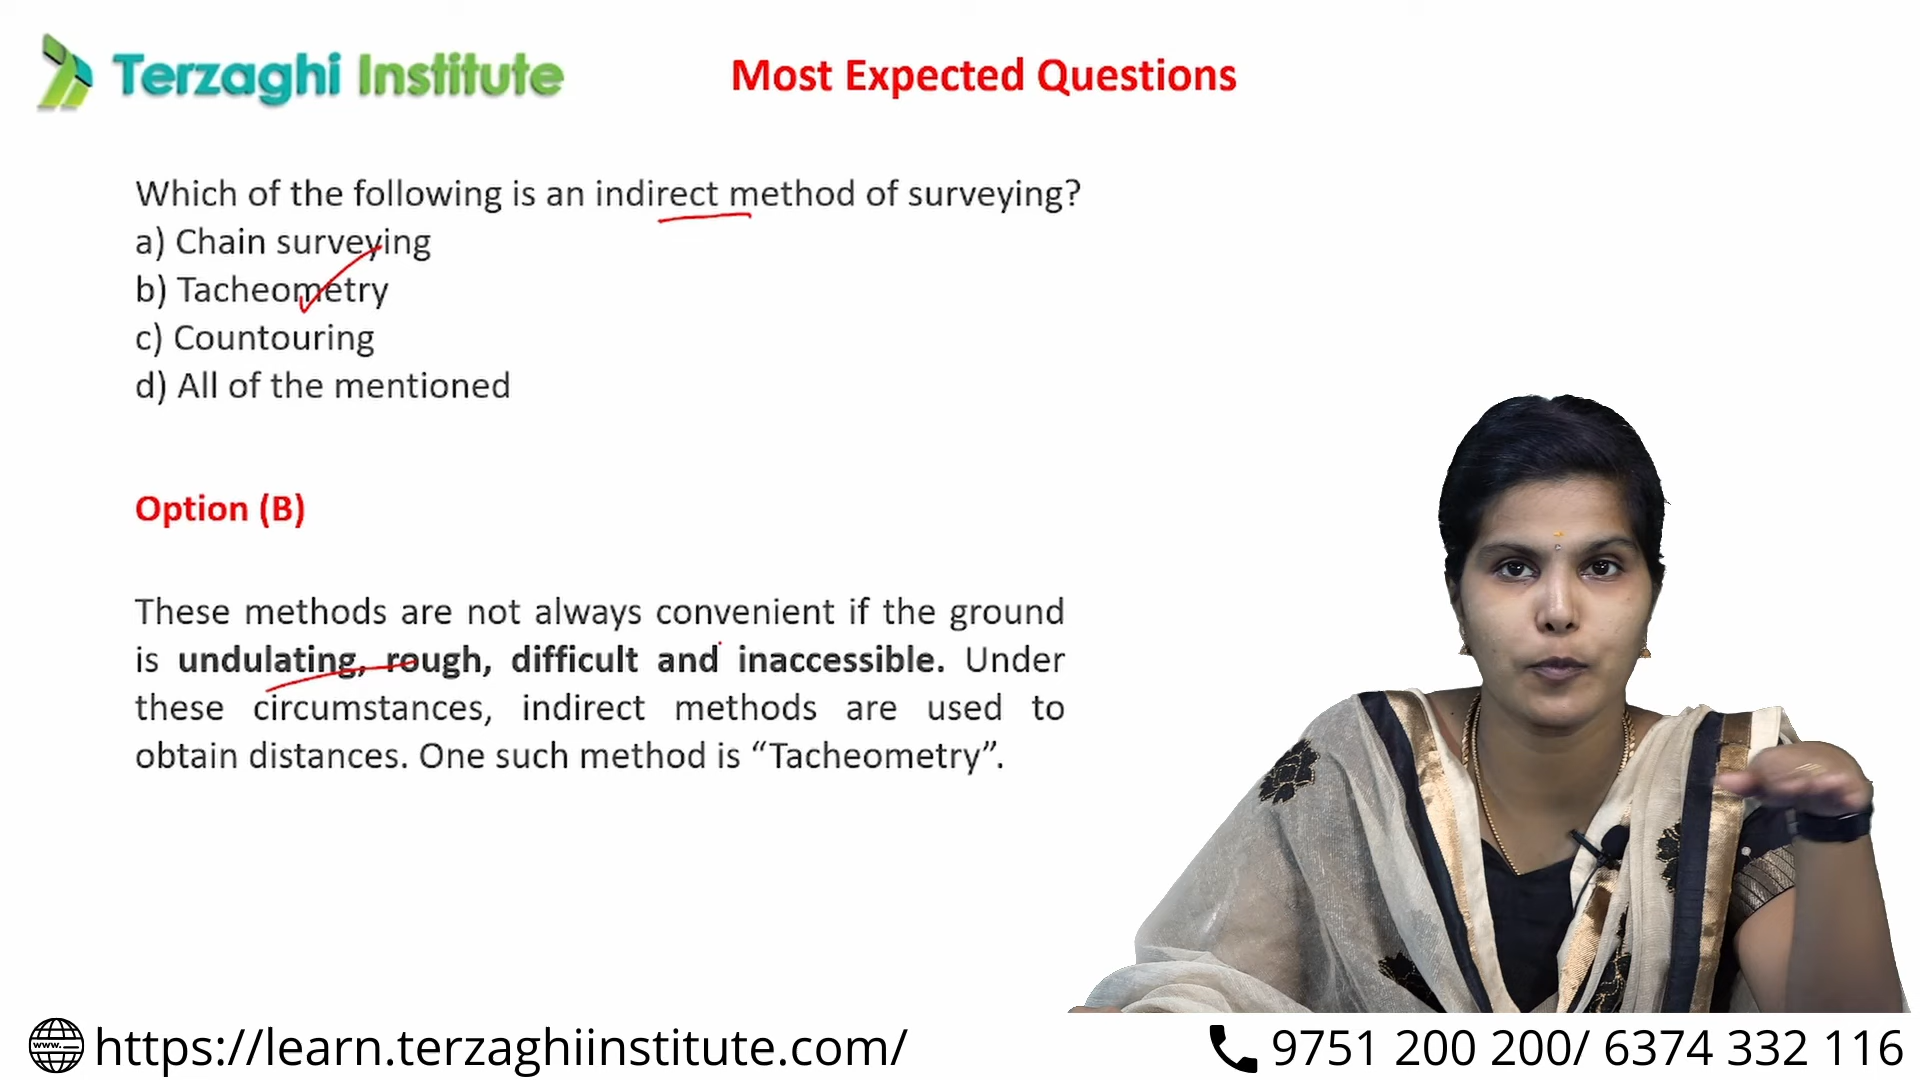 Terzaghi Institute
Most Expected Questions
Which of the following is an indirect method of surveying?
a) Chain surveying
b) Tacheometry
c) Countouring
d) All of the mentioned
Option (B)
These methods are not always convenient if the ground
is undulating, rough, difficult and inaccessible. Under
these circumstances, indirect methods are used to
obtain distances. One such method is “Tacheometry”.
www.
https://learn.terzaghiinstitute.com/
9751 200 200/ 6374 332 116